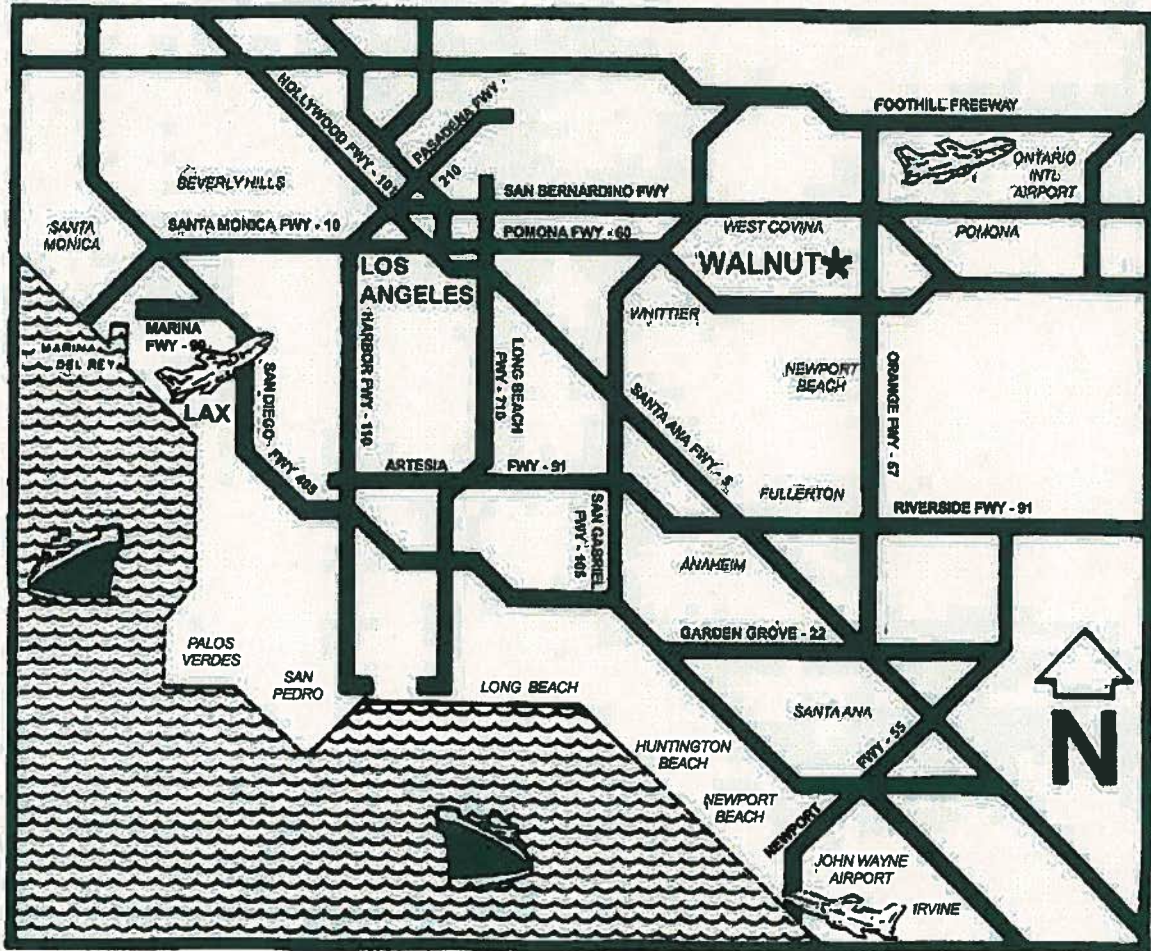 HOLLYWOOD FWY - 101
PASADENA FWY -
210
FOOTHILL FREEWAY
ONTARIO
INTL
AIRPORT
BEVERLY HILLS
SAN BERNARDINO FWY
SANTA
MONICA
SANTA MONICA FWY - 10
POMONA FWY - 60
WEST COVINA
POMONA
LOS
ANGELES
WALNUT
WHITTIER
MARINA
FWY - 90
MARINA
DEL REY
LAX
SAN DIEGO - FWY 405
HARBOR FWY - 110
LONG BEACH
FWY - 710
SANTA ANA FWY - 5
NEWPORT
BEACH
ORANGE FWY - 57
ARTESIA
FWY - 91
FULLERTON
RIVERSIDE FWY - 91
SAN GABRIEL
FWY - 105
ANAHEIM
GARDEN GROVE - 22
PALOS
VERDES
SAN
PEDRO
LONG BEACH
SANTA ANA
FWY - 55
N
HUNTINGTON
BEACH
NEWPORT
BEACH
NEWPORT
JOHN WAYNE
AIRPORT
IRVINE